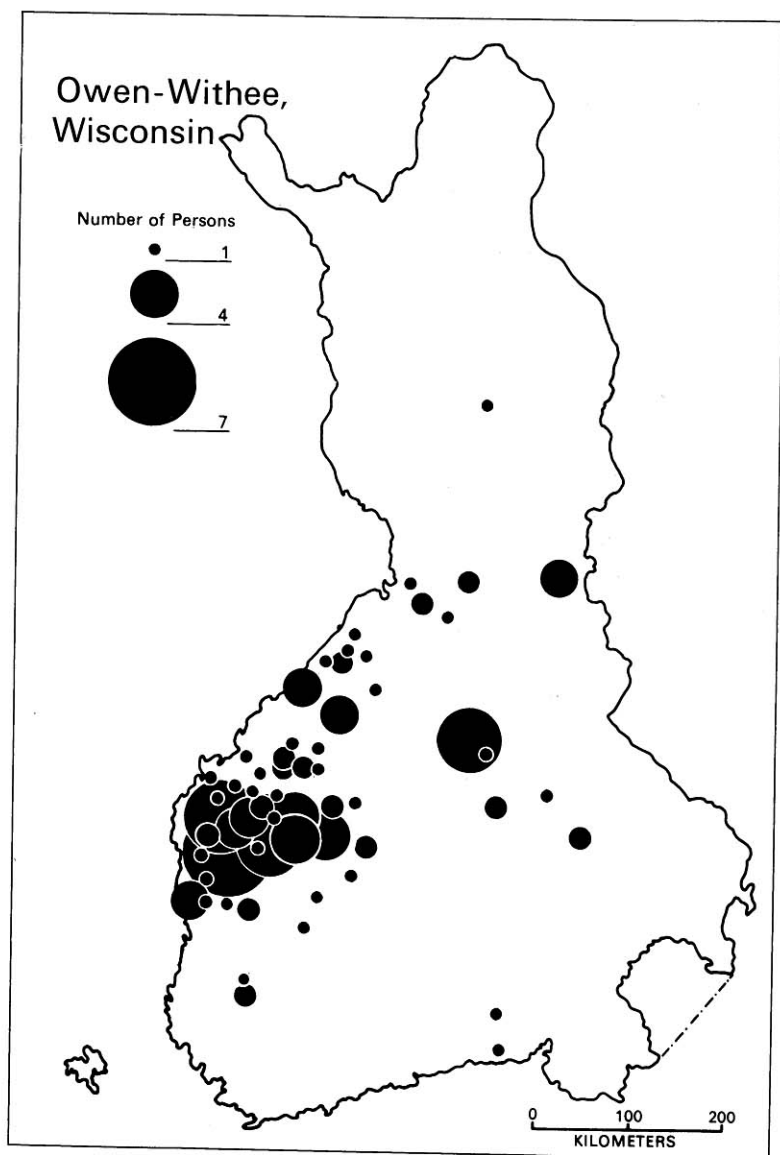 Owen-Withee,
Wisconsin
Number of Persons
1
4
7
0 100 200
KILOMETERS